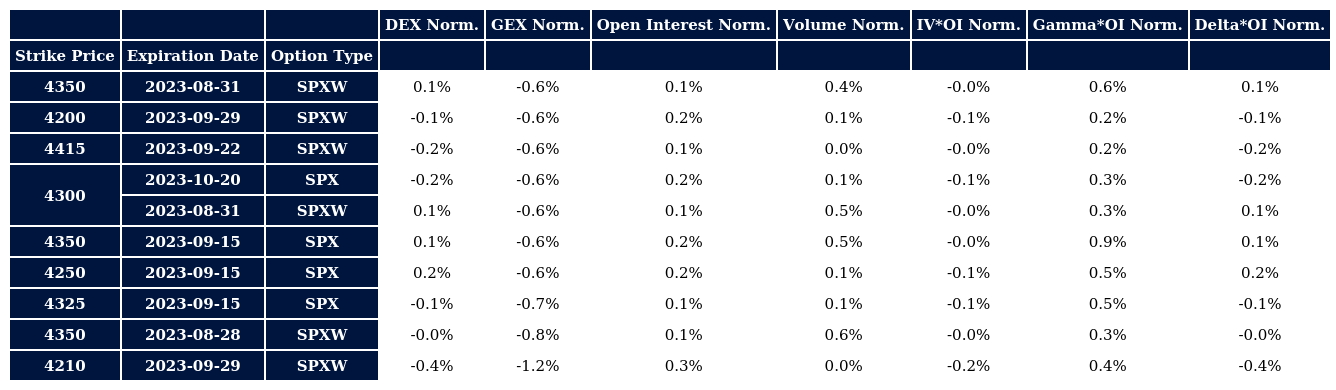 DEX Norm. GEX Norm. Open Interest Norm. Volume Norm. IV*OI Norm. Gamma*OI Norm. Delta*OI Norm.
Strike Price Expiration Date Option Type
4350 2023-08-31 SPXW 0.1% -0.6% 0.1% 0.4% -0.0% 0.6% 0.1%
4200 2023-09-29 SPXW -0.1% -0.6% 0.2% 0.1% -0.1% 0.2% -0.1%
4415 2023-09-22 SPXW -0.2% -0.6% 0.1% 0.0% -0.0% 0.2% -0.2%
4300 2023-10-20 SPX -0.2% -0.6% 0.2% 0.1% -0.1% 0.3% -0.2%
2023-08-31 SPXW 0.1% -0.6% 0.1% 0.5% -0.0% 0.3% 0.1%
4350 2023-09-15 SPX 0.1% -0.6% 0.2% 0.5% -0.0% 0.9% 0.1%
4250 2023-09-15 SPX 0.2% -0.6% 0.2% 0.1% -0.1% 0.5% 0.2%
4325 2023-09-15 SPX -0.1% -0.7% 0.1% 0.1% -0.1% 0.5% -0.1%
4350 2023-08-28 SPXW -0.0% -0.8% 0.1% 0.6% -0.0% 0.3% -0.0%
4210 2023-09-29 SPXW -0.4% -1.2% 0.3% 0.0% -0.2% 0.4% -0.4%